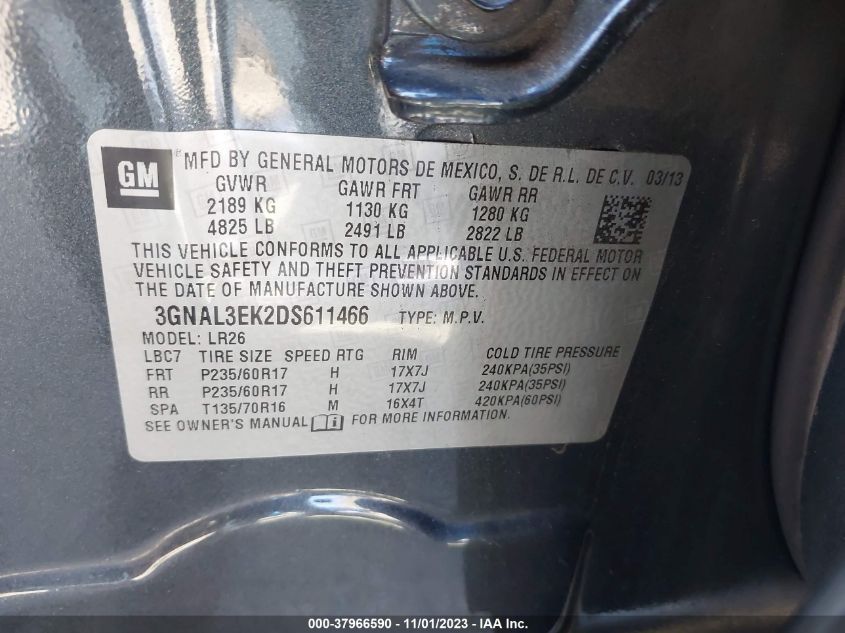 GM
® MFD BY GENERAL MOTORS DE MEXICO, S. DE R.L. DE C.V. 03/13
GVWR GAWR FRT GAWR RR
2189 KG 1130 KG 1280 KG
4825 LB 2491 LB 2822 LB
THIS VEHICLE CONFORMS TO ALL APPLICABLE U.S. FEDERAL MOTOR
VEHICLE SAFETY AND THEFT PREVENTION STANDARDS IN EFFECT ON
THE DATE OF MANUFACTURE SHOWN ABOVE.
3GNAL3EK2DS611466 TYPE: M.P.V.
MODEL: LR26
LBC7 TIRE SIZE SPEED RTG RIM COLD TIRE PRESSURE
FRT P235/60R17 H 17X7J 240KPA(35PSI)
RR P235/60R17 H 17X7J 240KPA(35PSI)
SPA T135/70R16 M 16X4T 420KPA(60PSI)
SEE OWNER'S MANUAL FOR MORE INFORMATION.
000-37966590 - 11/01/2023 - IAAI.com.